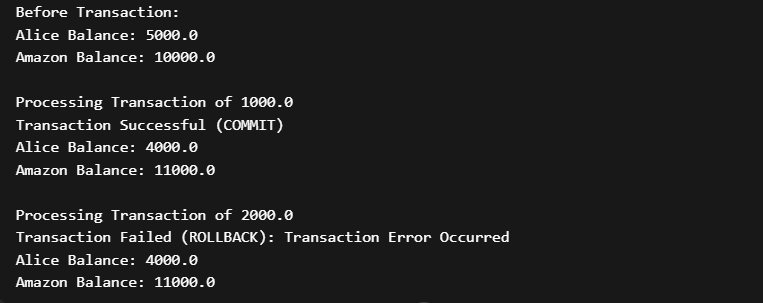 Before Transaction:
Alice Balance: 5000.0
Amazon Balance: 10000.0

Processing Transaction of 1000.0
Transaction Successful (COMMIT)
Alice Balance: 4000.0
Amazon Balance: 11000.0

Processing Transaction of 2000.0
Transaction Failed (ROLLBACK): Transaction Error Occurred
Alice Balance: 4000.0
Amazon Balance: 11000.0